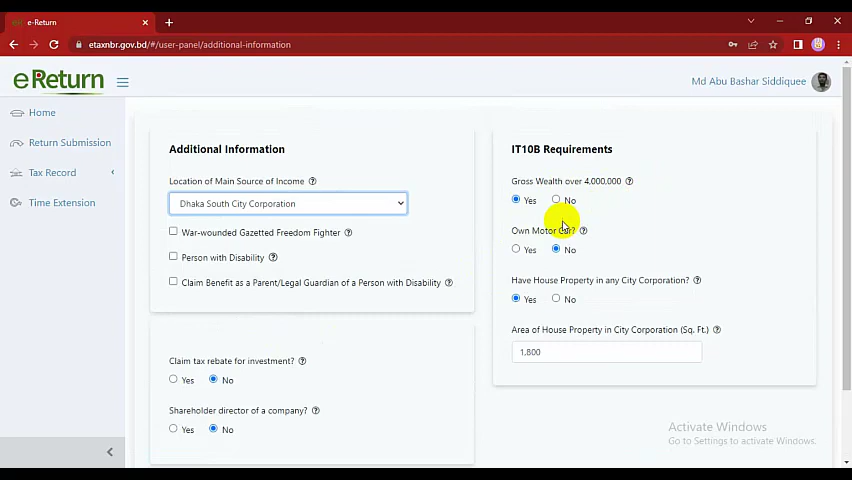 e-Return
etaxnbr.gov.bd/#/user-panel/additional-information
eReturn
Md Abu Bashar Siddiquee
Home
Return Submission
Tax Record
Time Extension
Additional Information
Location of Main Source of Income
Dhaka South City Corporation
War-wounded Gazetted Freedom Fighter
Person with Disability
Claim Benefit as a Parent/Legal Guardian of a Person with Disability
Claim tax rebate for investment?
Yes No
Shareholder director of a company?
Yes No
IT10B Requirements
Gross Wealth over 4,000,000
Yes No
Own Motor Car?
Yes No
Have House Property in any City Corporation?
Yes No
Area of House Property in City Corporation (Sq. Ft.)
1,800
Activate Windows
Go to Settings to activate Windows.